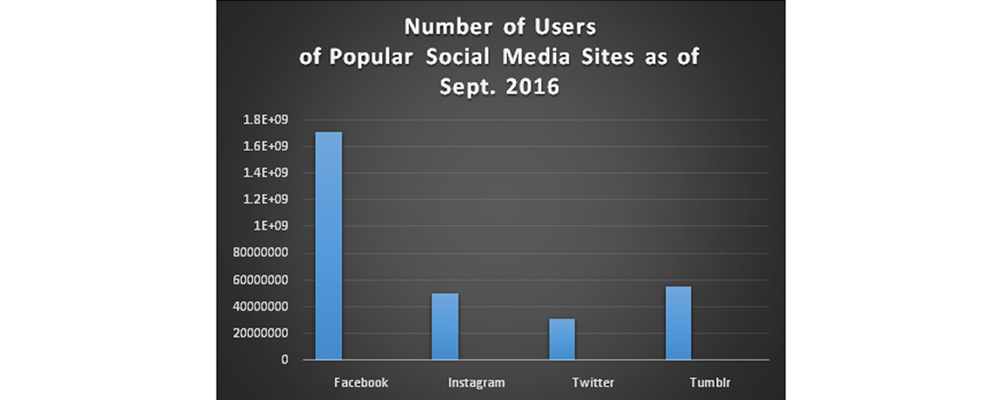 Number of Users
of Popular Social Media Sites as of
Sept. 2016
1.8E+09
1.6E+09
1.4E+09
1.2E+09
1E+09
80000000
60000000
40000000
20000000
0
Facebook Instagram Twitter Tumblr